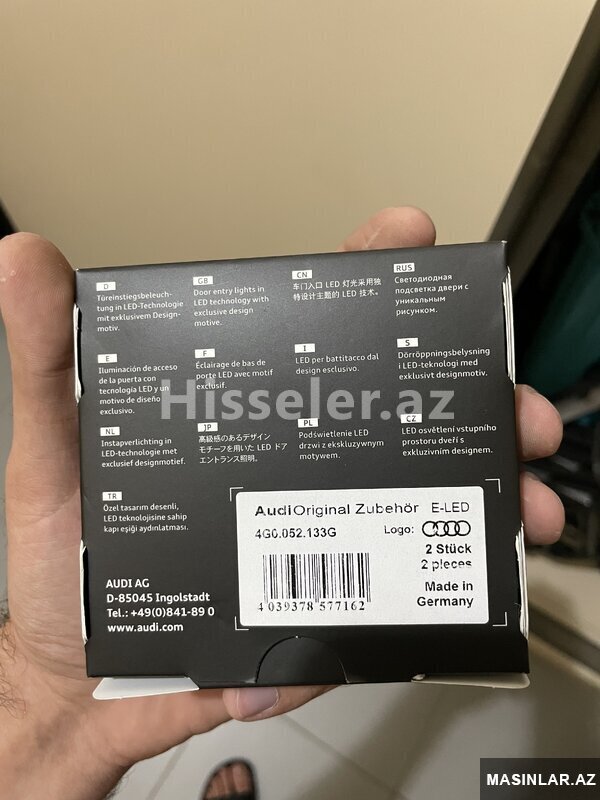 D
Türeinstiegsbeleuch-
tung in LED-Technologie
mit exklusivem Design-
motiv.
GB
Door entry lights in
LED technology with
exclusive design
motive.
CN
车门入口 LED 灯光采用独
特设计主题的 LED 技术。
RUS
Светодиодная
подсветка двери с
уникальным
рисунком.
E
Iluminación de acceso
de la puerta con
tecnología LED y un
motivo de diseño
exclusivo.
F
Éclairage de bas de
porte LED avec motif
exclusif.
I
LED per battitacco dal
design esclusivo.
S
Dörröppningsbelysning
i LED-teknologi med
exklusivt designmotiv.
Hisseler.az
NL
Instapverlichting in
LED-technologie met
exclusief designmotief.
JP
高級感のあるデザイン
モチーフを用いた LED ドア
エントランス照明。
PL
Podświetlenie LED
drzwi z ekskluzywnym
motywem.
CZ
LED osvětlení vstupního
prostoru dveří s
exkluzivním designem.
TR
Özel tasarım desenli,
LED teknolojisine sahip
kapı eşiği aydınlatması.
Audi Original Zubehör E-LED
4G0.052.133G Logo:
2 Stück
2 pieces
4 039378 577162
Made in
Germany
AUDI AG
D-85045 Ingolstadt
Tel.: +49(0)841-89 0
www.audi.com
MASINLAR.AZ